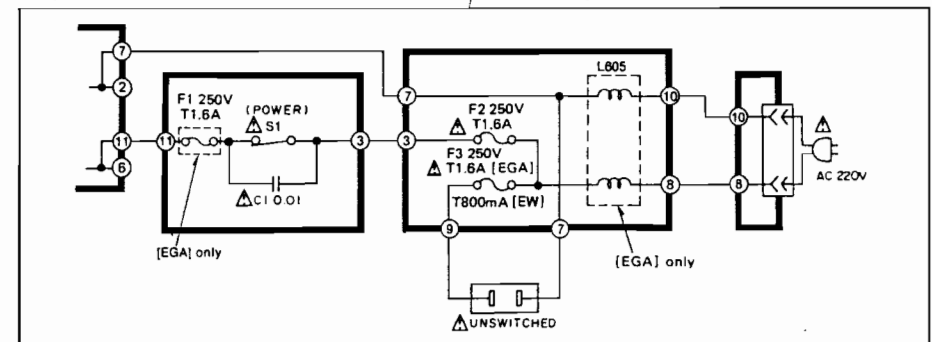 7
2
11
6
F1 250V
T1.6A
(POWER)
S1
11
3
C1 0.01
[EGA] only
7
3
F2 250V
T1.6A
F3 250V
T1.6A [EGA]
T800mA [EW]
L605
10
8
9
7
[EGA] only
UNSWITCHED
10
8
AC 220V